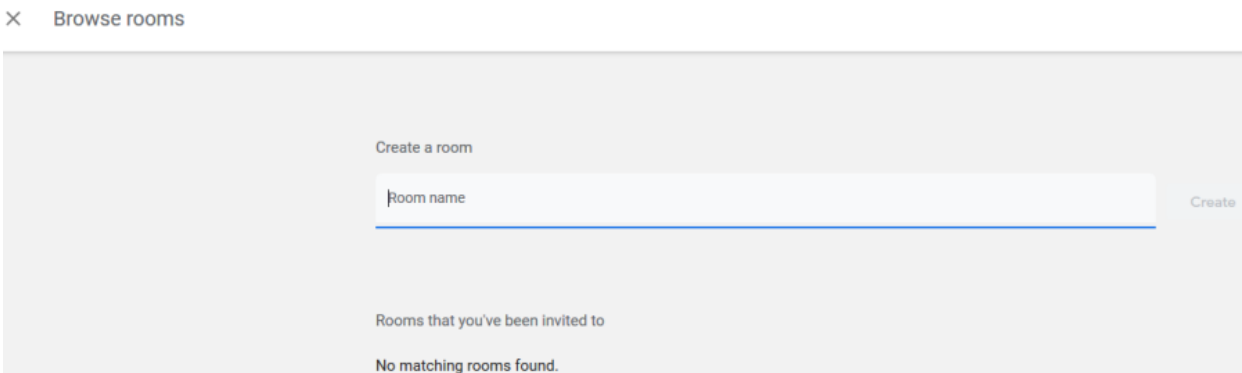 Browse rooms
Create a room
Room name
Create
Rooms that you've been invited to
No matching rooms found.